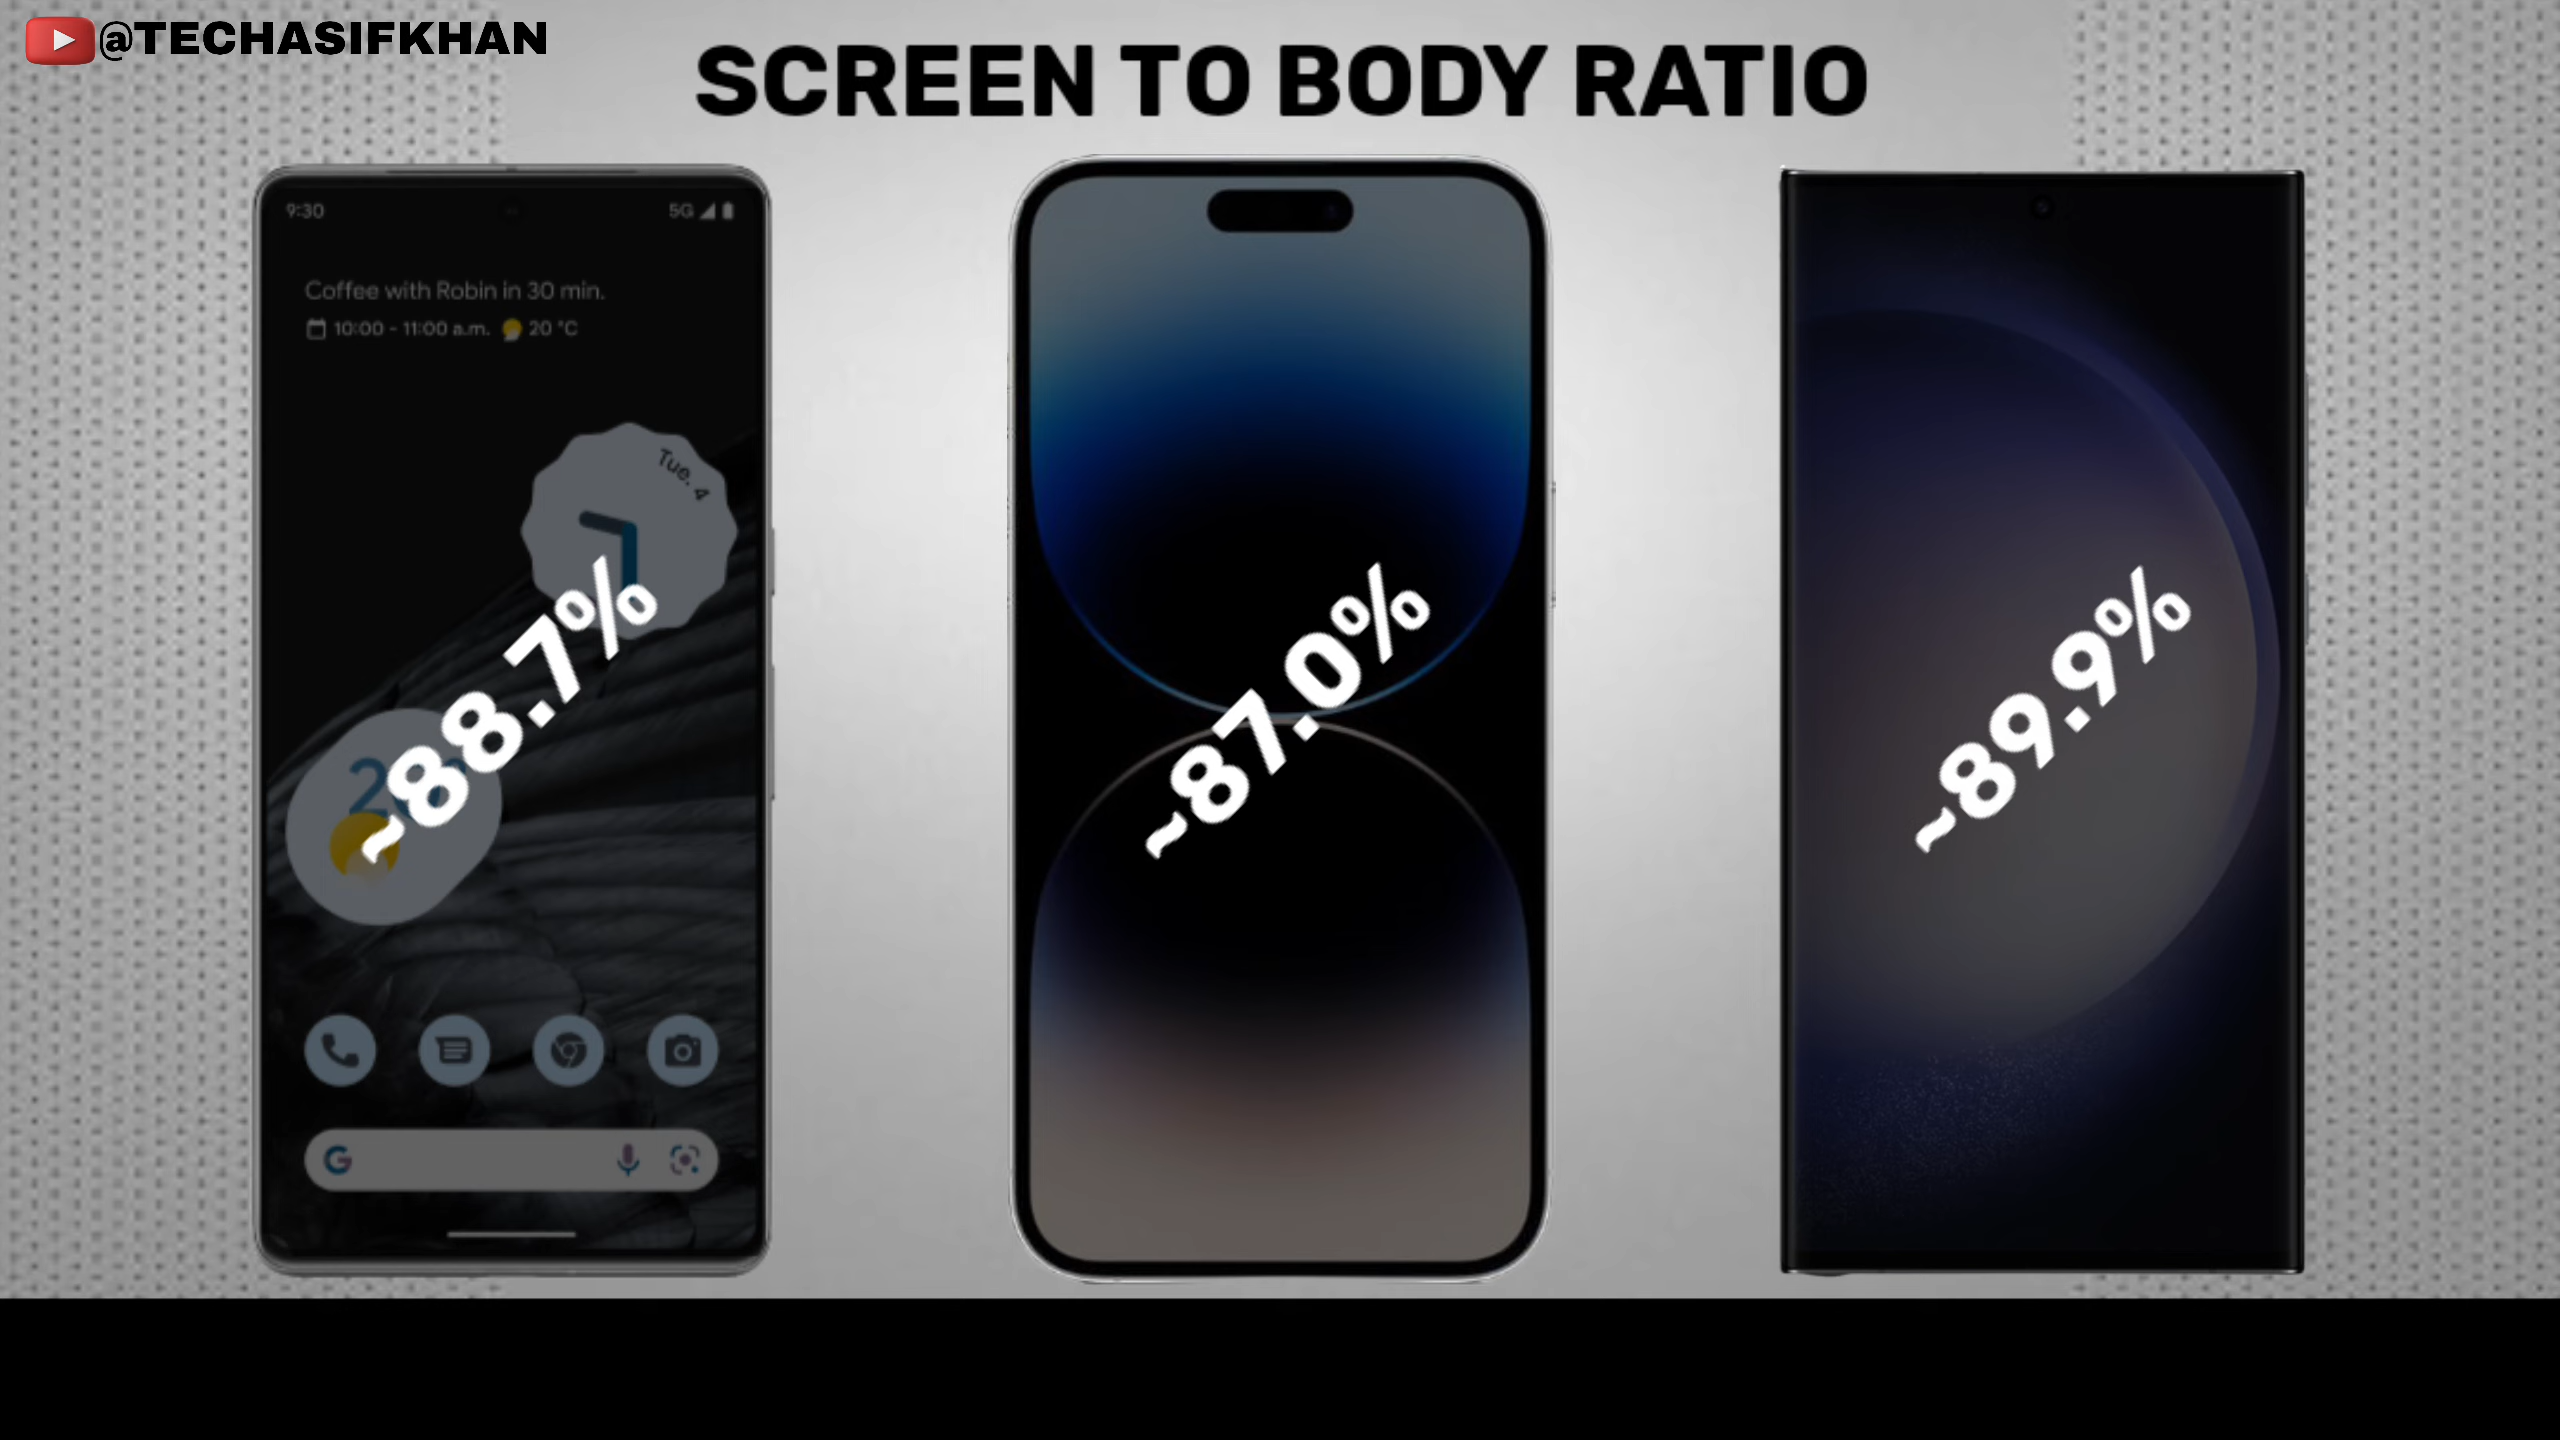 @TECHASIFKHAN
SCREEN TO BODY RATIO
9:30
5G
Coffee with Robin in 30 min.
10:00 - 11:00 a.m. 20 °C
Tue. 4
~88.7%
~87.0%
~89.9%
G